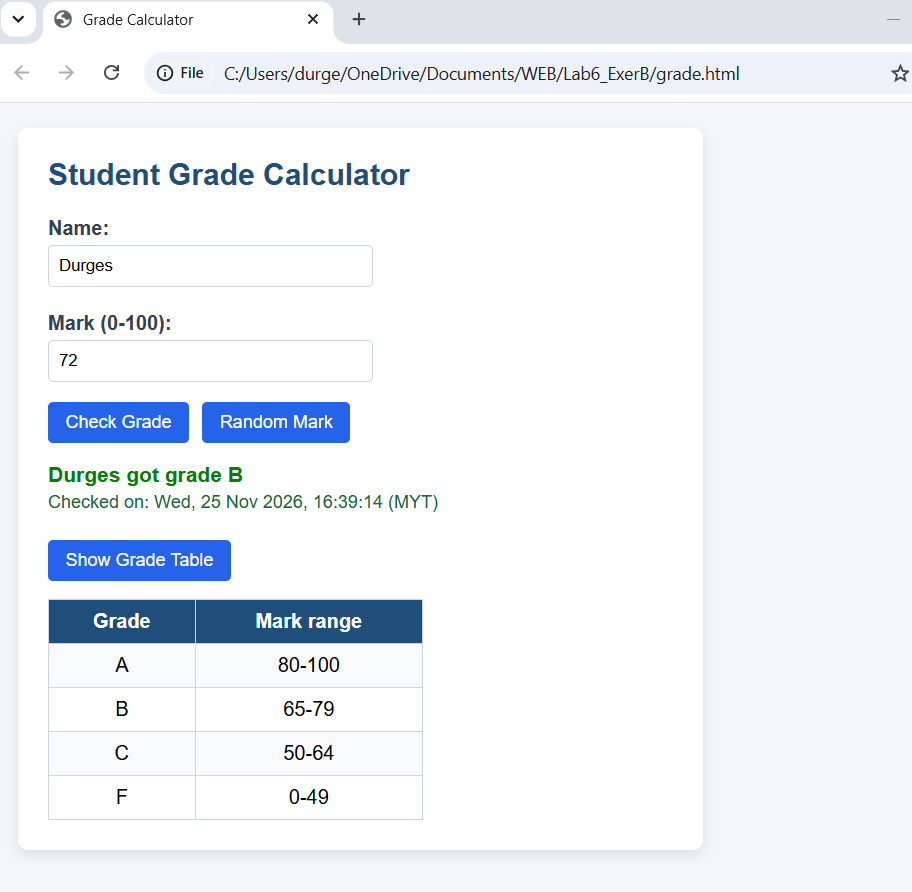 Grade Calculator
File C:/Users/durge/OneDrive/Documents/WEB/Lab6_ExerB/grade.html
Student Grade Calculator
Name:
Durges
Mark (0-100):
72
Check Grade Random Mark
Durges got grade B
Checked on: Wed, 25 Nov 2026, 16:39:14 (MYT)
Show Grade Table
Grade Mark range
A 80-100
B 65-79
C 50-64
F 0-49